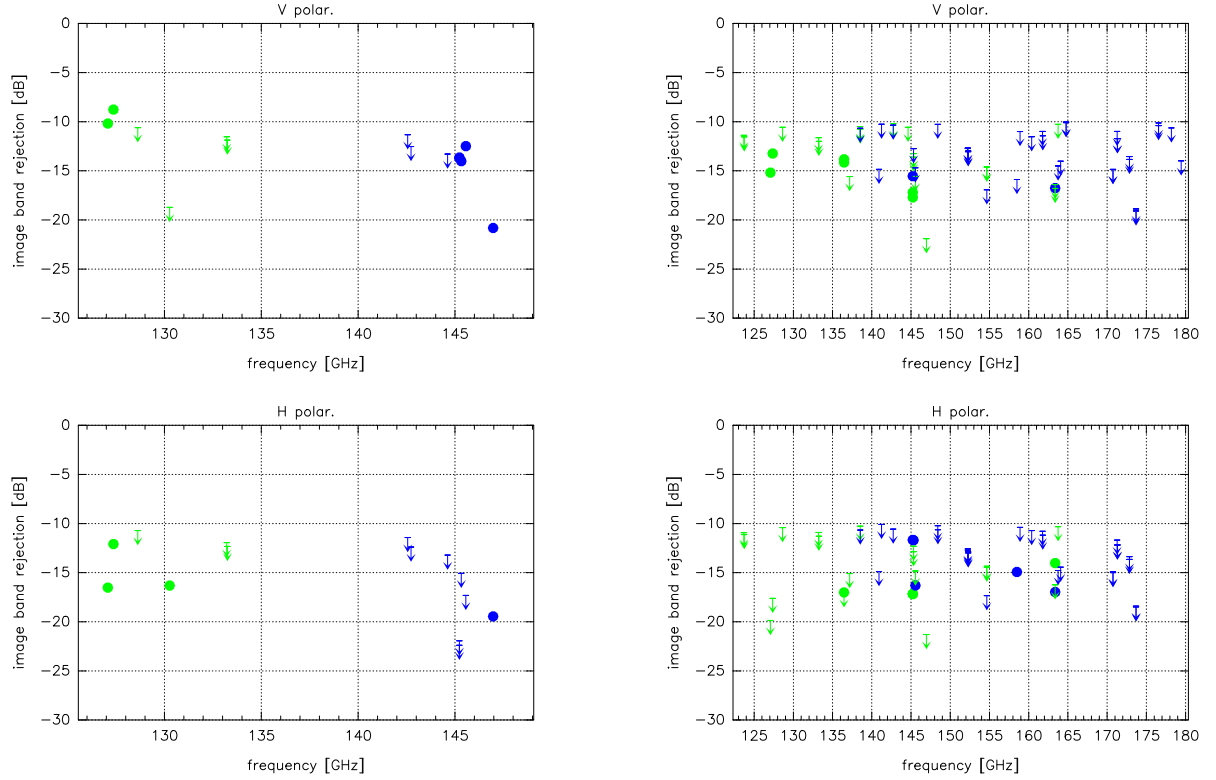 V polar.
0
−5
−10
−15
−20
−25
−30
image band rejection [dB]
130 135 140 145
frequency [GHz]
V polar.
0
−5
−10
−15
−20
−25
−30
image band rejection [dB]
125 130 135 140 145 150 155 160 165 170 175 180
frequency [GHz]
H polar.
0
−5
−10
−15
−20
−25
−30
image band rejection [dB]
130 135 140 145
frequency [GHz]
H polar.
0
−5
−10
−15
−20
−25
−30
image band rejection [dB]
125 130 135 140 145 150 155 160 165 170 175 180
frequency [GHz]